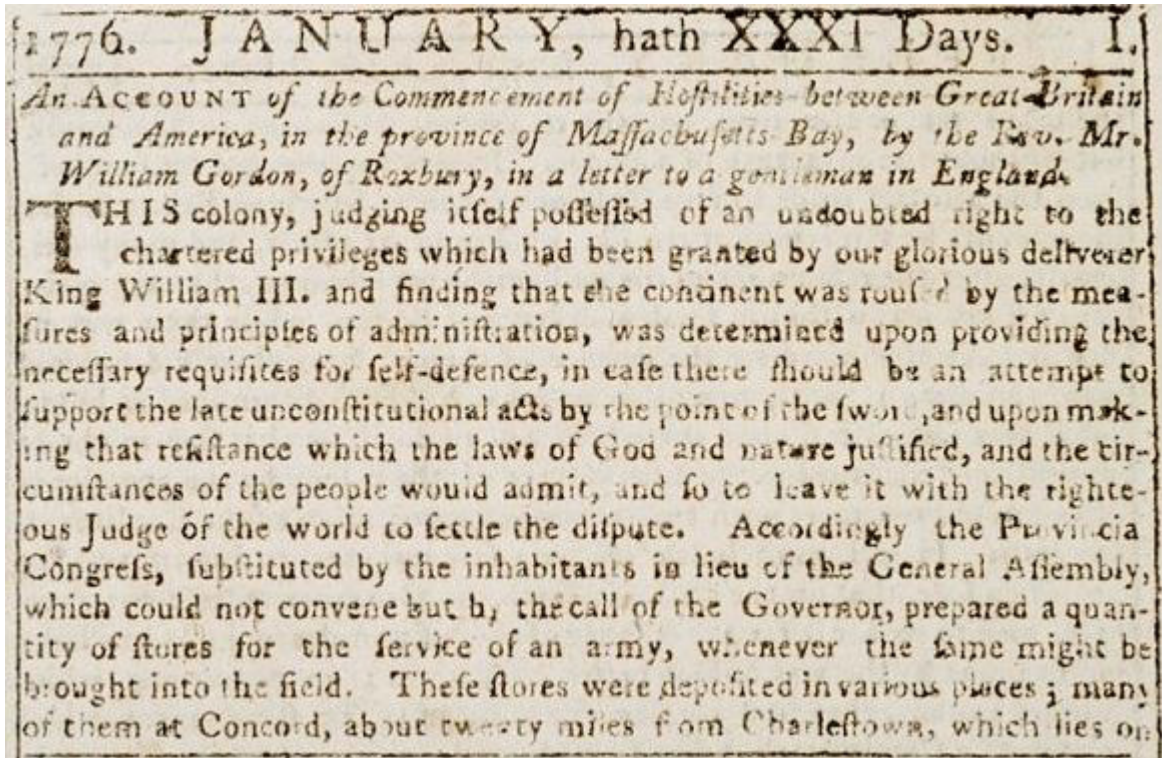 1776. JANUARY, hath XXXI Days. I.
An ACCOUNT of the Commencement of Hoſtilities between Great-Britain
and America, in the province of Maſſachuſetts-Bay, by the Rev. Mr.
William Gordon, of Roxbury, in a letter to a gentleman in England.
THIS colony, judging itſelf poſſeſſed of an undoubted right to the
chartered privileges which had been granted by our glorious deliverer
King William III. and finding that the continent was rouſed by the mea-
ſures and principles of adminiſtration, was determined upon providing the
neceſſary requiſites for ſelf-defence, in caſe there ſhould be an attempt to
ſupport the late unconſtitutional acts by the point of the ſword, and upon mak-
ing that reſiſtance which the laws of God and nature juſtified, and the cir-
cumſtances of the people would admit, and ſo to leave it with the righte-
ous Judge of the world to ſettle the diſpute. Accordingly the Provincia
Congreſs, ſubſtituted by the inhabitants in lieu of the General Aſſembly,
which could not convene but by the call of the Governor, prepared a quan-
tity of ſtores for the ſervice of an army, whenever the ſame might be
brought into the field. Theſe ſtores were depoſited in various places; many
of them at Concord, about twenty miles from Charleſtown, which lies on